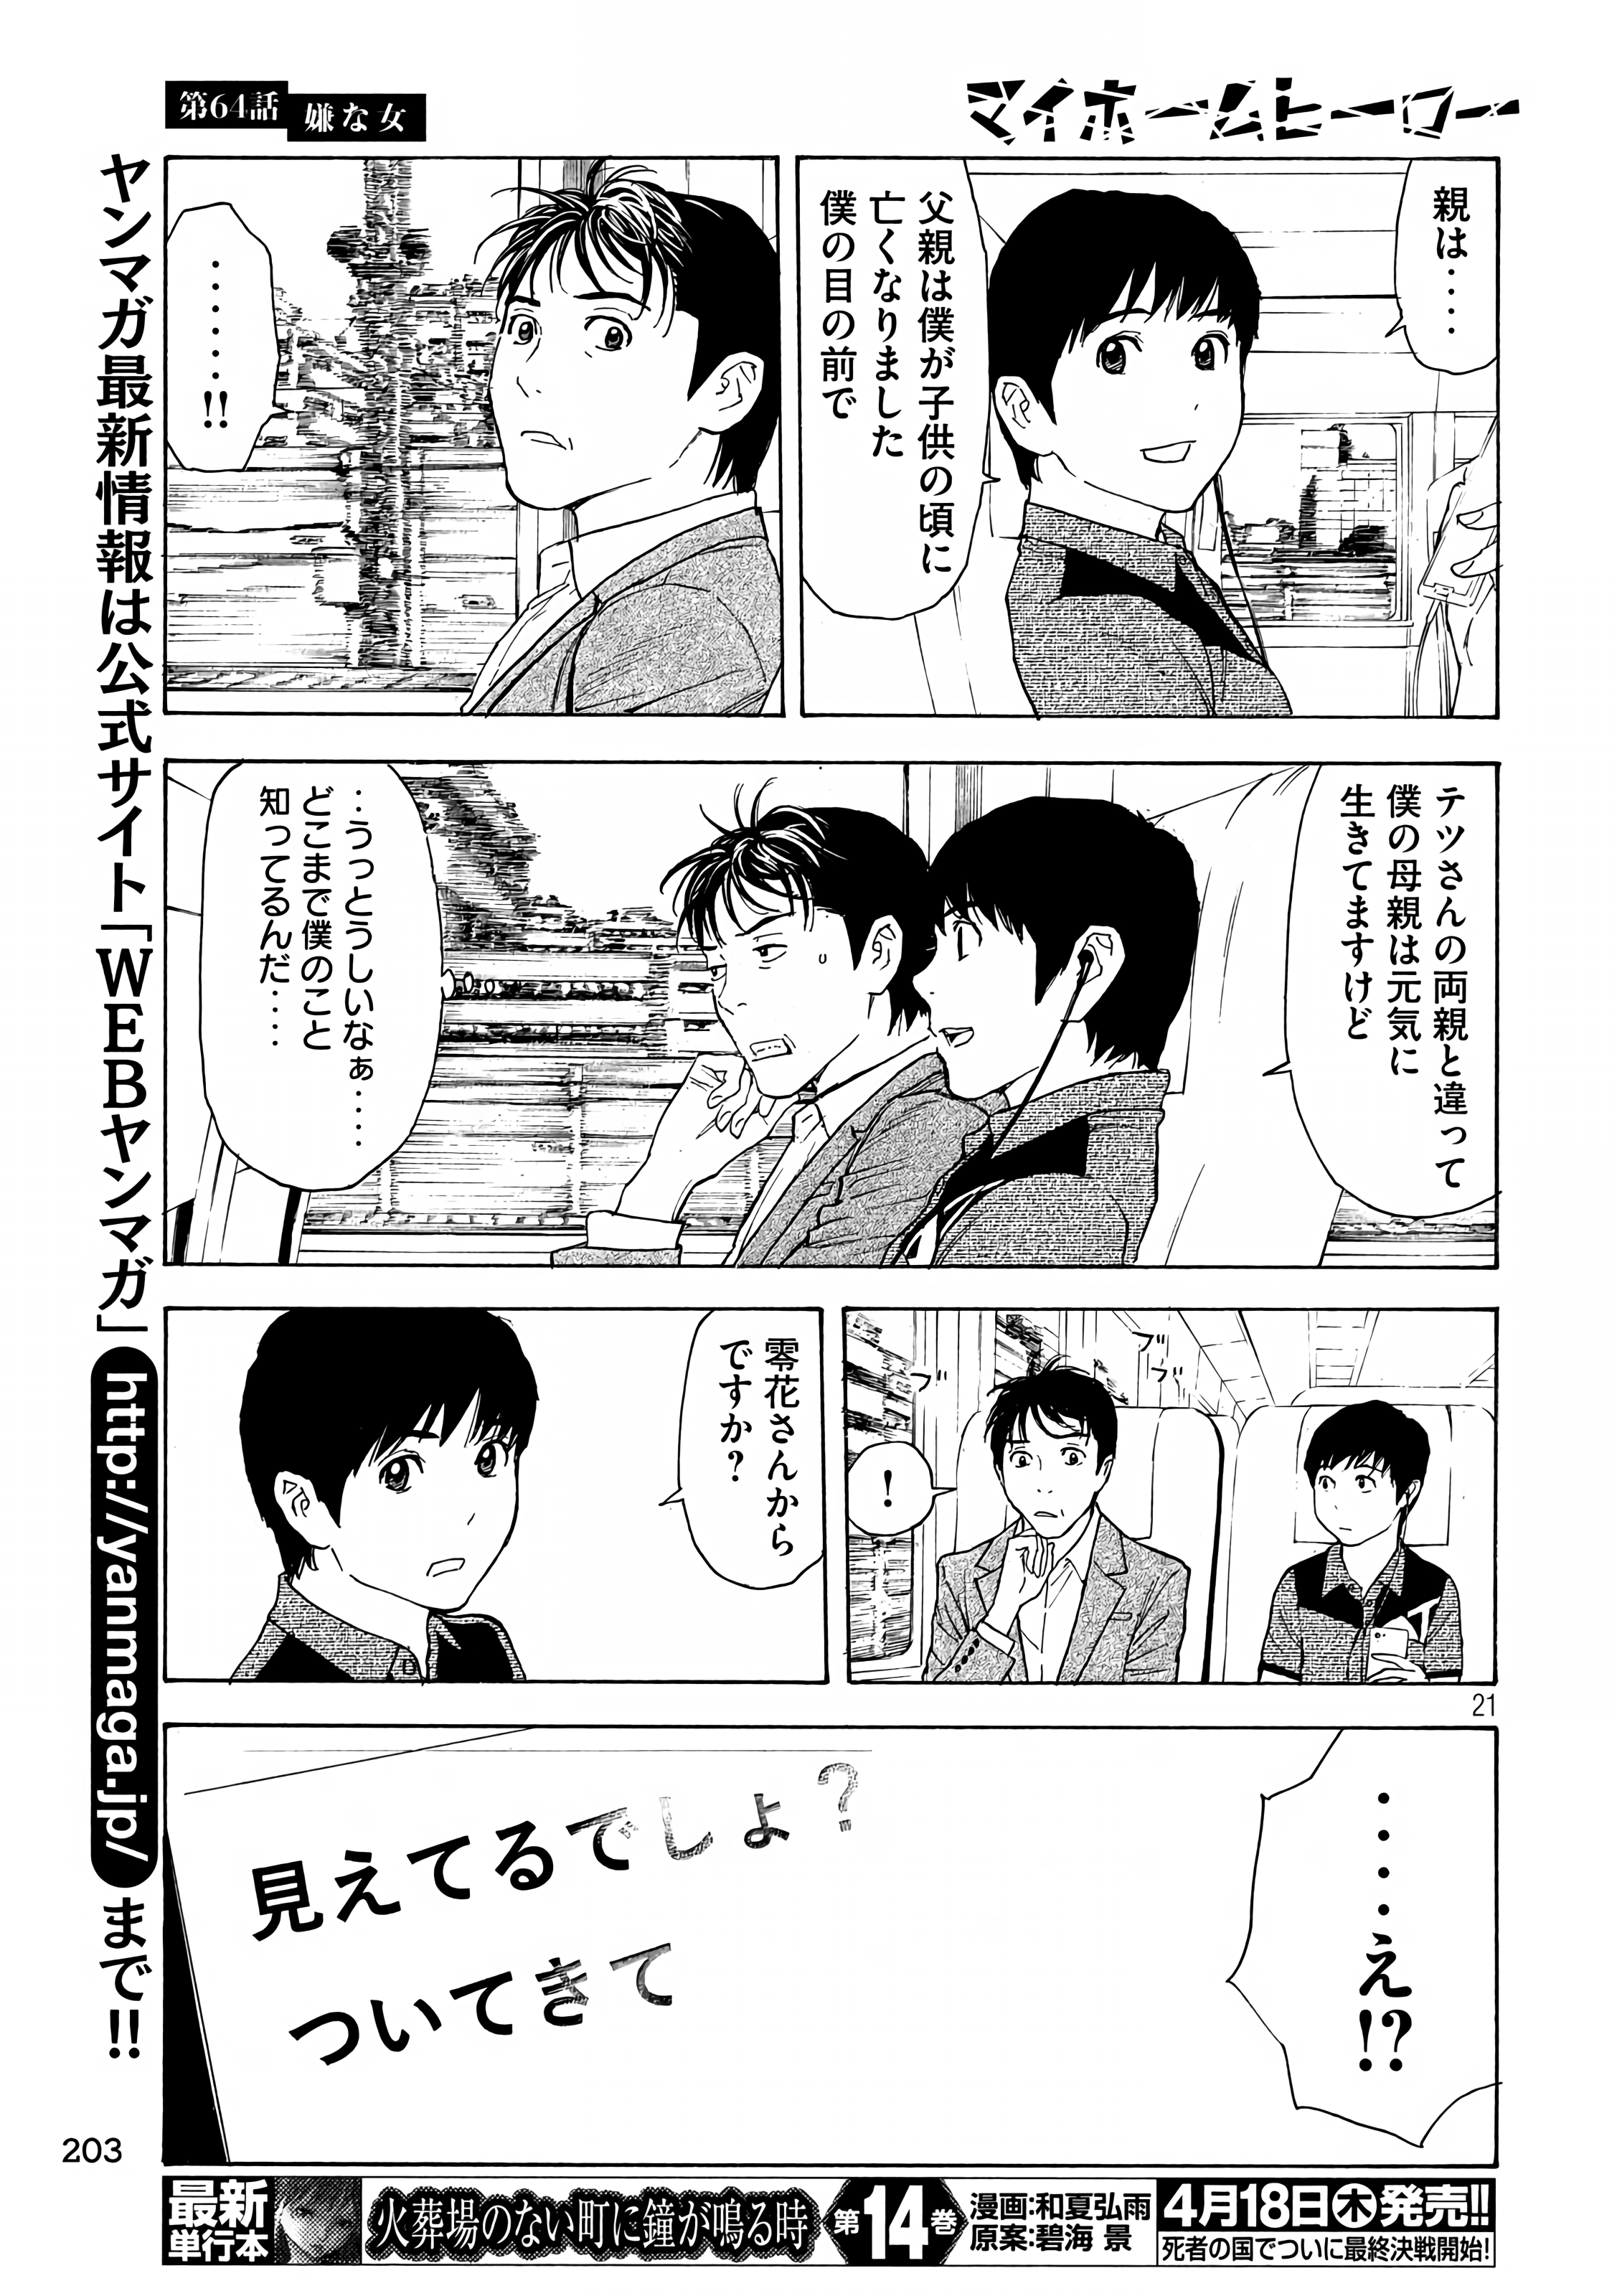 第64話
嫌な女
マイホームヒーロー
親は‥‥
父親は僕が子供の頃に
亡くなりました
僕の目の前で
‥‥‥!!
テツさんの両親と違って
僕の母親は元気に
生きてますけど
‥うっとうしいなぁ‥‥
どこまで僕のこと
知ってるんだ‥‥
ブブ
ブ
!
零花さんから
ですか?
21
‥‥え!?
見えてるでしょ?
ついてきて
ヤンマガ最新情報は公式サイト「WEBヤンマガ」http://yanmaga.jp/まで!!
203
最新
単行本
火葬場のない町に鐘が鳴る時
第14巻
漫画:和夏弘雨
原案:碧海 景
4月18日木発売!!
死者の国でついに最終決戦開始!